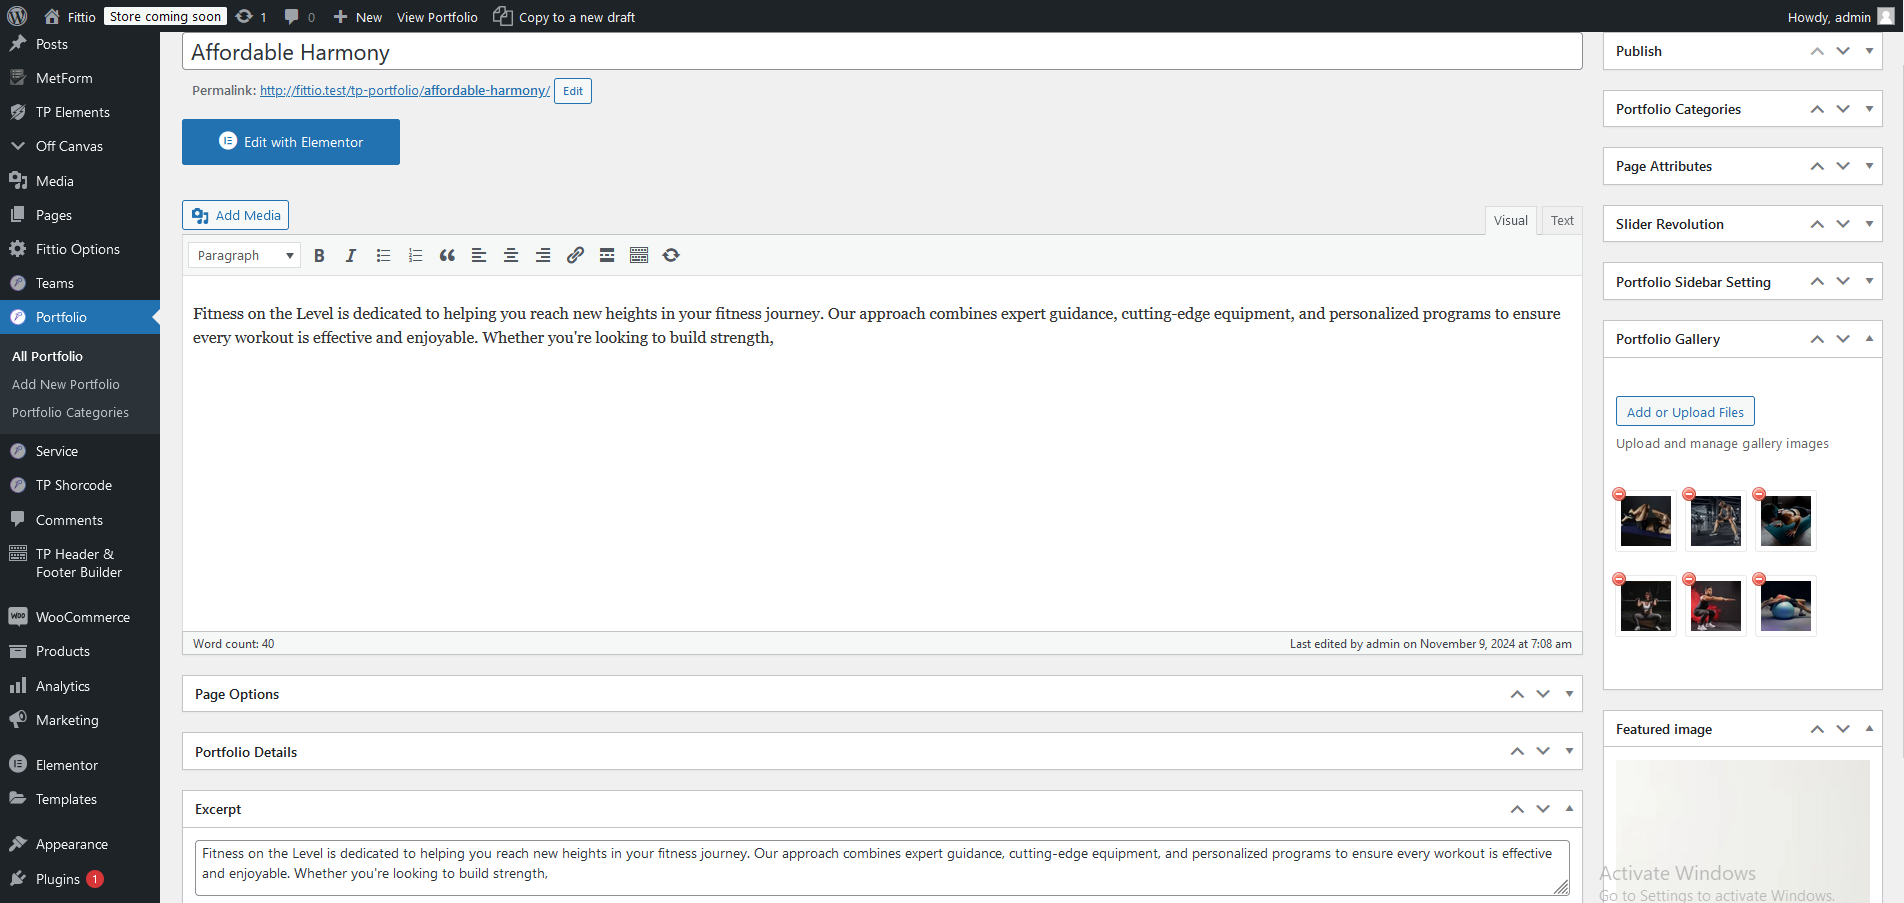 Fittio
Store coming soon
1
0
New
View Portfolio
Copy to a new draft
Howdy, admin
Posts
MetForm
TP Elements
Off Canvas
Media
Pages
Fittio Options
Teams
Portfolio
All Portfolio
Add New Portfolio
Portfolio Categories
Service
TP Shorcode
Comments
TP Header &
Footer Builder
WooCommerce
Products
Analytics
Marketing
Elementor
Templates
Appearance
Plugins 1
Affordable Harmony
Permalink: http://fittio.test/tp-portfolio/affordable-harmony/ Edit
Edit with Elementor
Add Media
Visual
Text
Paragraph
Fitness on the Level is dedicated to helping you reach new heights in your fitness journey. Our approach combines expert guidance, cutting-edge equipment, and personalized programs to ensure
every workout is effective and enjoyable. Whether you're looking to build strength,
Word count: 40
Last edited by admin on November 9, 2024 at 7:08 am
Page Options
Portfolio Details
Excerpt
Fitness on the Level is dedicated to helping you reach new heights in your fitness journey. Our approach combines expert guidance, cutting-edge equipment, and personalized programs to ensure every workout is effective
and enjoyable. Whether you're looking to build strength,
Publish
Portfolio Categories
Page Attributes
Slider Revolution
Portfolio Sidebar Setting
Portfolio Gallery
Add or Upload Files
Upload and manage gallery images
Featured image
Activate Windows
Go to Settings to activate Windows.